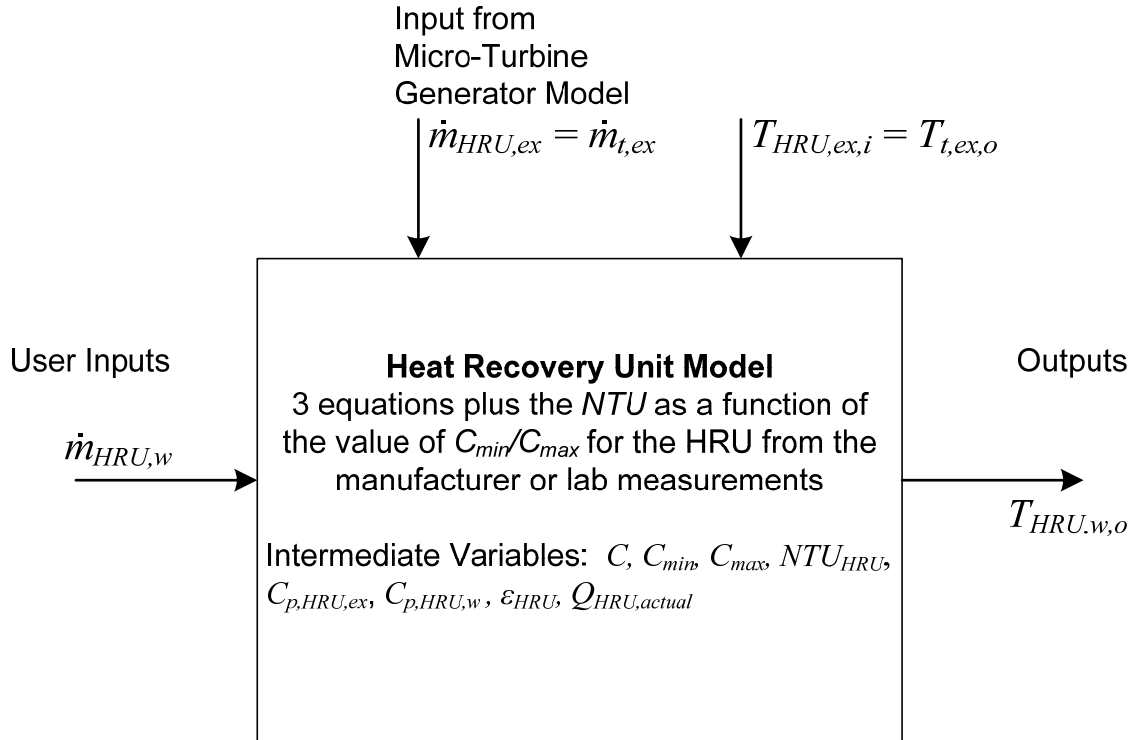 Input from
Micro-Turbine
Generator Model
ṁHRU,ex = ṁt,ex
THRU,ex,i = Tt,ex,o
User Inputs
ṁHRU,w
Heat Recovery Unit Model
3 equations plus the NTU as a function of
the value of Cmin/Cmax for the HRU from the
manufacturer or lab measurements
Intermediate Variables: C, Cmin, Cmax, NTUHRU,
Cp,HRU,ex, Cp,HRU,w , εHRU, QHRU,actual
Outputs
THRU.w,o